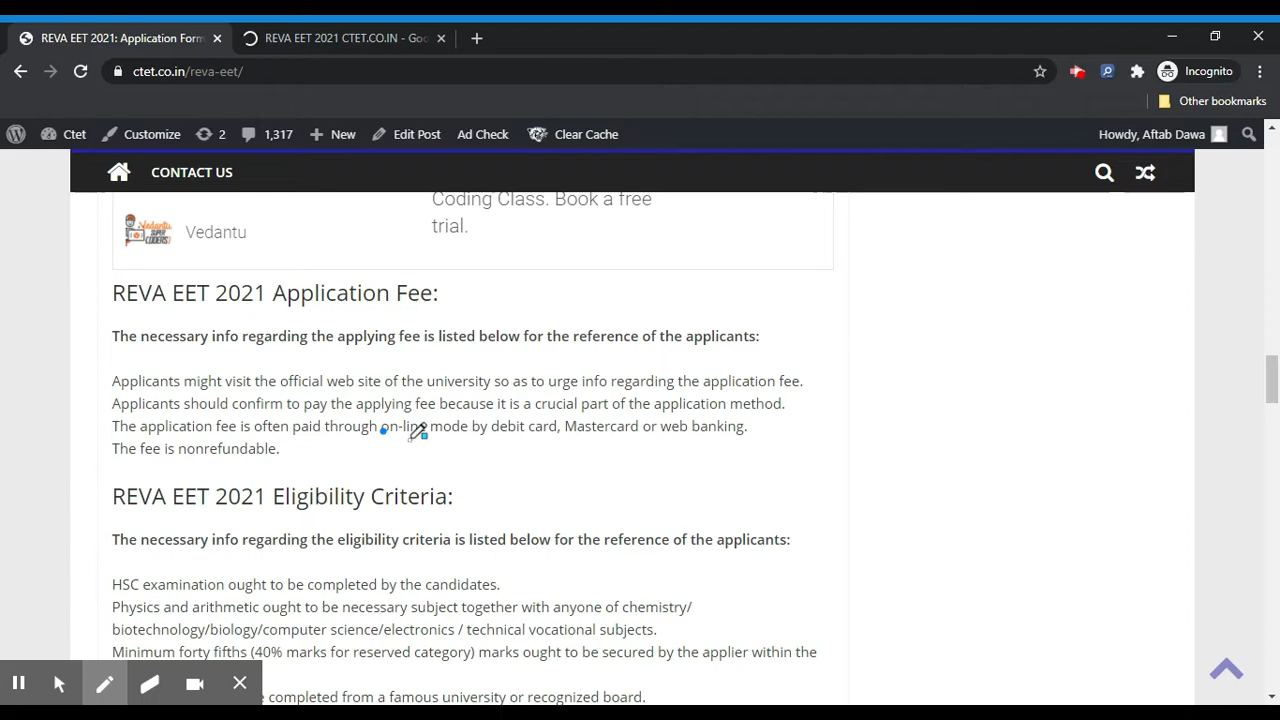 REVA EET 2021: Application Form
REVA EET 2021 CTET.CO.IN - Goo
ctet.co.in/reva-eet/
Incognito
Other bookmarks
Ctet Customize 2 1,317 New Edit Post Ad Check Clear Cache Howdy, Aftab Dawa
CONTACT US
Coding Class. Book a free
trial.
Vedantu
REVA EET 2021 Application Fee:
The necessary info regarding the applying fee is listed below for the reference of the applicants:
Applicants might visit the official web site of the university so as to urge info regarding the application fee.
Applicants should confirm to pay the applying fee because it is a crucial part of the application method.
The application fee is often paid through on-line mode by debit card, Mastercard or web banking.
The fee is nonrefundable.
REVA EET 2021 Eligibility Criteria:
The necessary info regarding the eligibility criteria is listed below for the reference of the applicants:
HSC examination ought to be completed by the candidates.
Physics and arithmetic ought to be necessary subject together with anyone of chemistry/
biotechnology/biology/computer science/electronics / technical vocational subjects.
Minimum forty fifths (40% marks for reserved category) marks ought to be secured by the applier within the
completed from a famous university or recognized board.